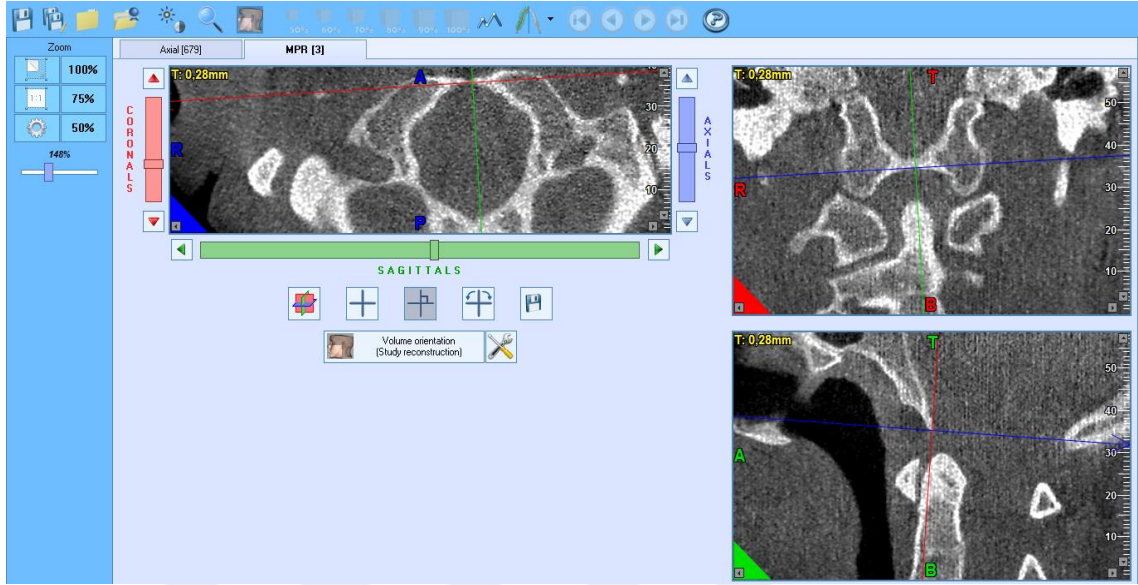 50%
60%
70%
80%
90%
100%
Zoom
100%
1:1
75%
50%
148%
Axial [679]
MPR [3]
CORONALS
T: 0,28mm
A
R
P
30
20
10
AXIALS
SAGITTALS
Volume orientation
(Study reconstruction)
T: 0,28mm
T
R
B
50
40
30
20
10
T: 0,28mm
T
A
B
50
40
30
20
10